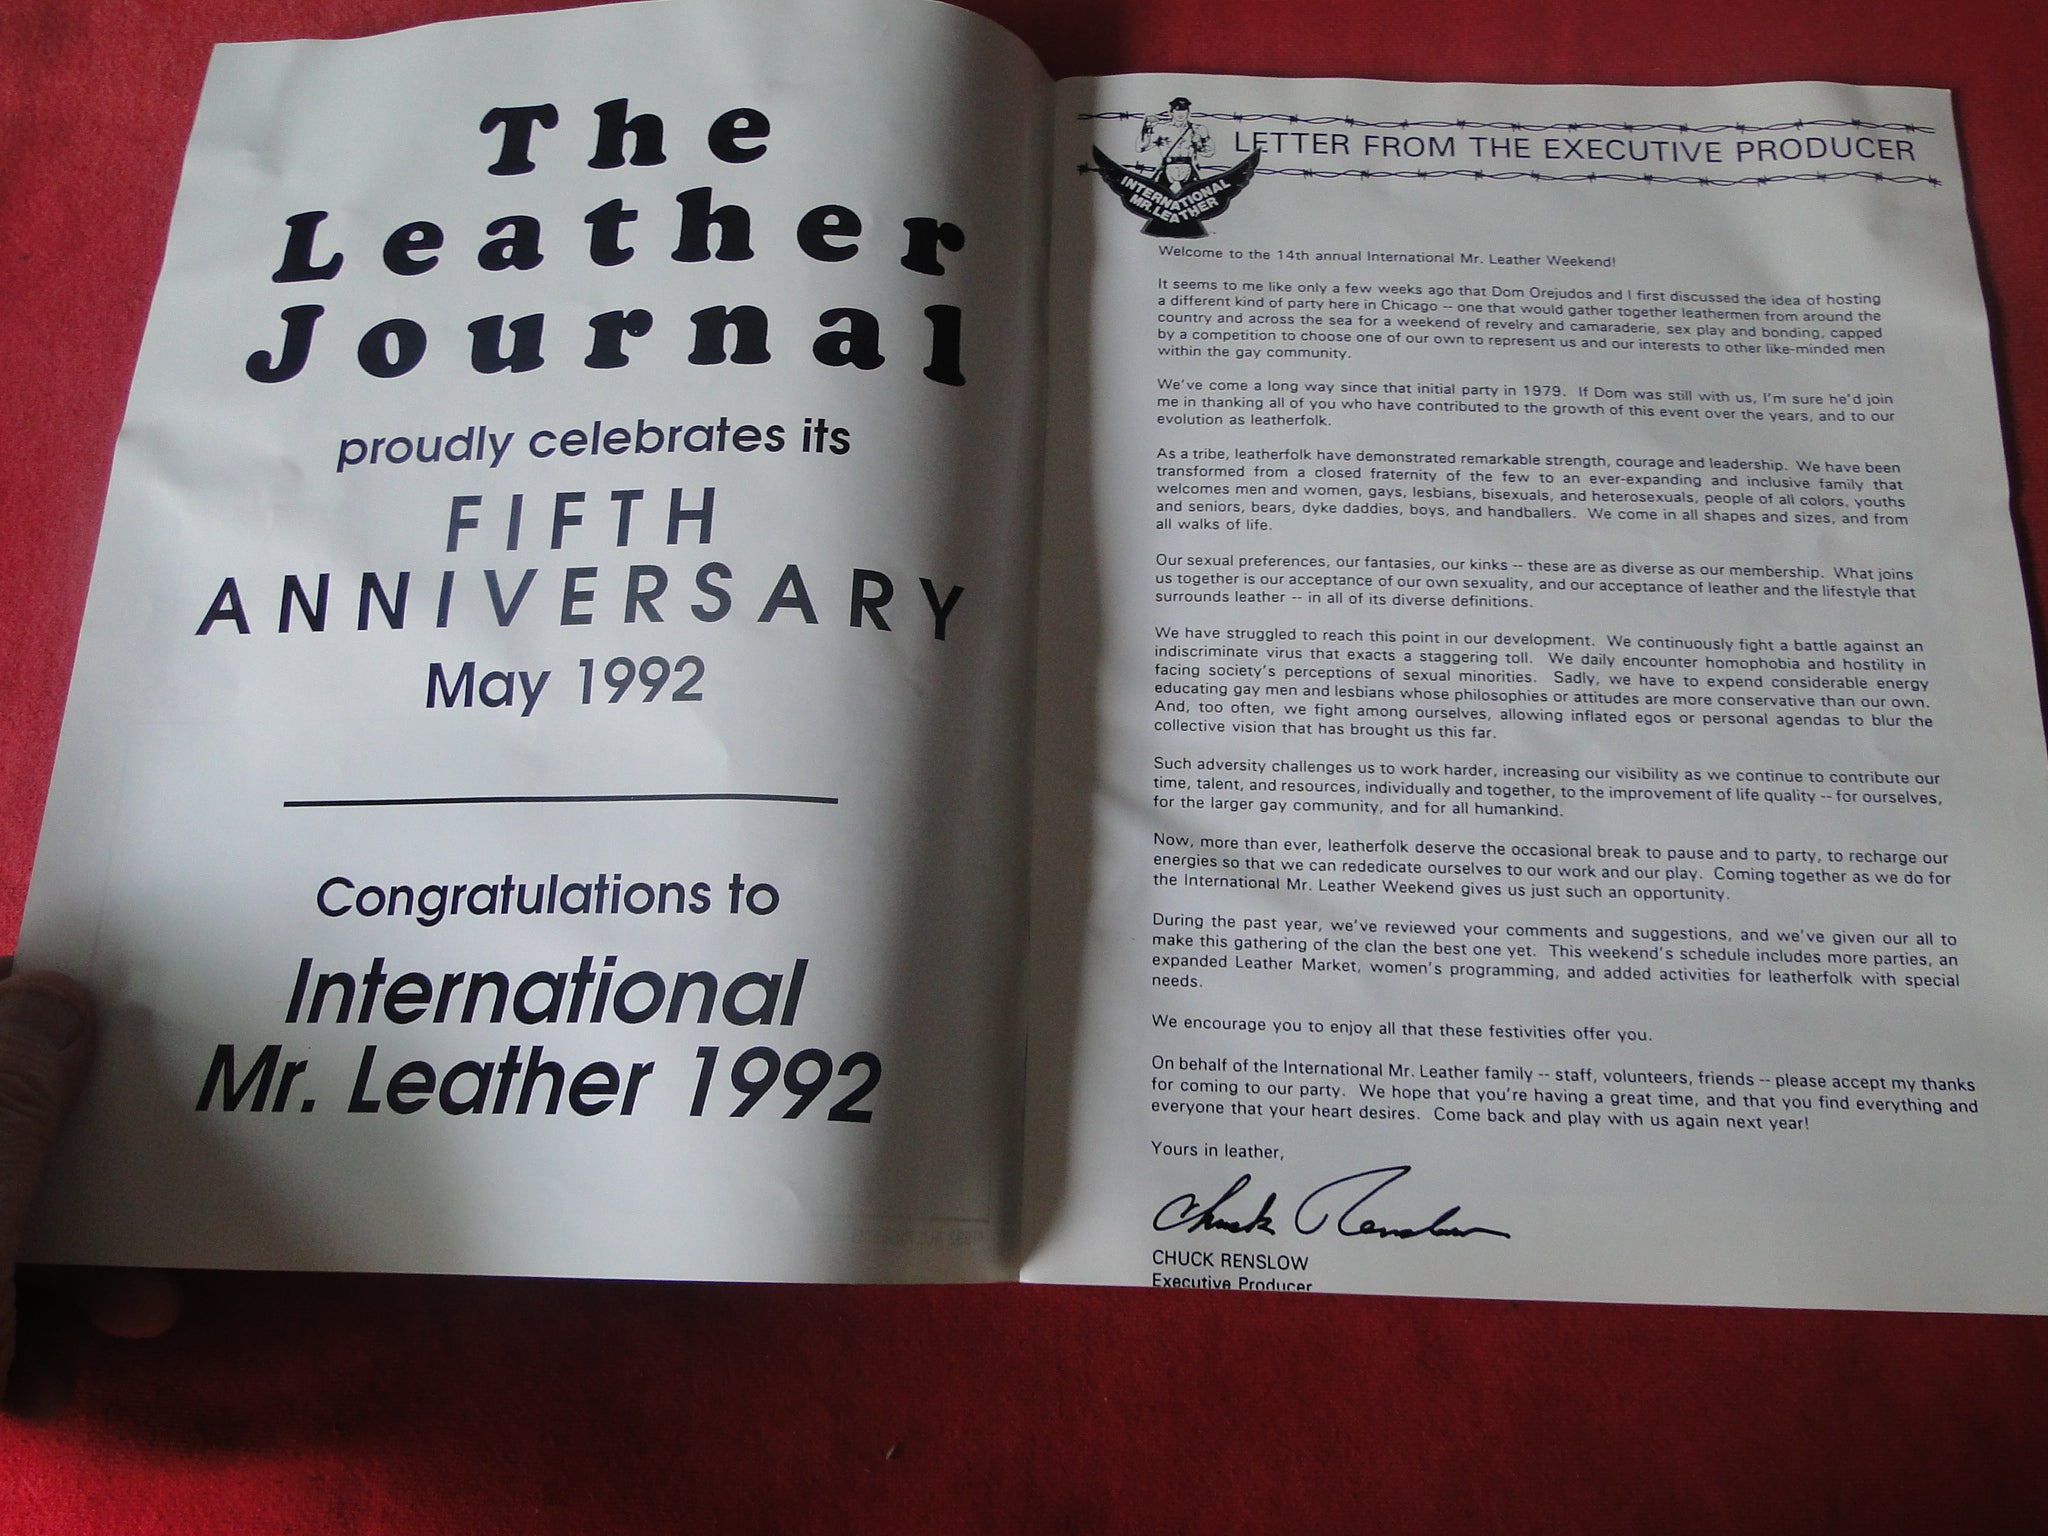 The
Leather
Journal
proudly celebrates its
FIFTH
ANNIVERSARY
May 1992
Congratulations to
International
Mr. Leather 1992
LETTER FROM THE EXECUTIVE PRODUCER
INTERNATIONAL
MR. LEATHER
Welcome to the 14th annual International Mr. Leather Weekend!
It seems to me like only a few weeks ago that Dom Orejudos and I first discussed the idea of hosting
a different kind of party here in Chicago -- one that would gather together leathermen from around the
country and across the sea for a weekend of revelry and camaraderie, sex play and bonding, capped
by a competition to choose one of our own to represent us and our interests to other like-minded men
within the gay community.
We've come a long way since that initial party in 1979. If Dom was still with us, I'm sure he'd join
me in thanking all of you who have contributed to the growth of this event over the years, and to our
evolution as leatherfolk.
As a tribe, leatherfolk have demonstrated remarkable strength, courage and leadership. We have been
transformed from a closed fraternity of the few to an ever-expanding and inclusive family that
welcomes men and women, gays, lesbians, bisexuals, and heterosexuals, people of all colors, youths
and seniors, bears, dyke daddies, boys, and handballers. We come in all shapes and sizes, and from
all walks of life.
Our sexual preferences, our fantasies, our kinks -- these are as diverse as our membership. What joins
us together is our acceptance of our own sexuality, and our acceptance of leather and the lifestyle that
surrounds leather -- in all of its diverse definitions.
We have struggled to reach this point in our development. We continuously fight a battle against an
indiscriminate virus that exacts a staggering toll. We daily encounter homophobia and hostility in
facing society's perceptions of sexual minorities. Sadly, we have to expend considerable energy
educating gay men and lesbians whose philosophies or attitudes are more conservative than our own.
And, too often, we fight among ourselves, allowing inflated egos or personal agendas to blur the
collective vision that has brought us this far.
Such adversity challenges us to work harder, increasing our visibility as we continue to contribute our
time, talent, and resources, individually and together, to the improvement of life quality -- for ourselves,
for the larger gay community, and for all humankind.
Now, more than ever, leatherfolk deserve the occasional break to pause and to party, to recharge our
energies so that we can rededicate ourselves to our work and our play. Coming together as we do for
the International Mr. Leather Weekend gives us just such an opportunity.
During the past year, we've reviewed your comments and suggestions, and we've given our all to
make this gathering of the clan the best one yet. This weekend's schedule includes more parties, an
expanded Leather Market, women's programming, and added activities for leatherfolk with special
needs.
We encourage you to enjoy all that these festivities offer you.
On behalf of the International Mr. Leather family -- staff, volunteers, friends -- please accept my thanks
for coming to our party. We hope that you're having a great time, and that you find everything and
everyone that your heart desires. Come back and play with us again next year!
Yours in leather,
Chuck Renslow
CHUCK RENSLOW
Executive Producer